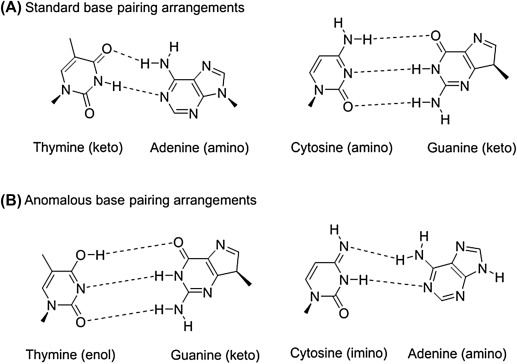 (A) Standard base pairing arrangements
H
N H O N
O H
H N N
N H H N N
N O N N N
N N N
O H N
H
Thymine (keto) Adenine (amino) Cytosine (amino) Guanine (keto)
(B) Anomalous base pairing arrangements
H H
O H O N N N N
H N
N H N N H N H
N N N
N H N N O
O H
Thymine (enol) Guanine (keto) Cytosine (imino) Adenine (amino)